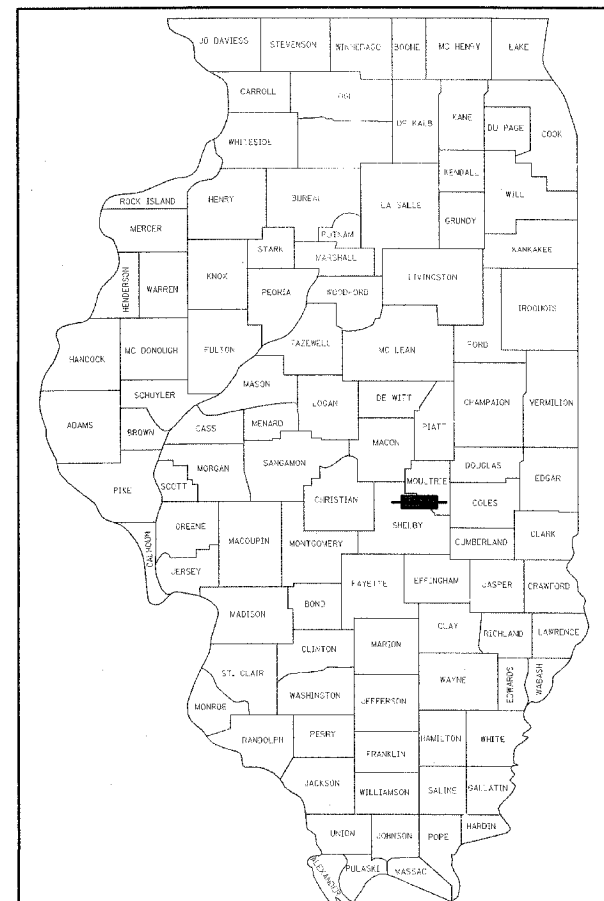 JO DAVIESS STEVENSON WINNEBAGO BOONE MC HENRY LAKE
CARROLL OGLE DE KALB KANE DU PAGE COOK
WHITESIDE
KENDALL WILL
ROCK ISLAND HENRY BUREAU LA SALLE GRUNDY
MERCER PUTNAM KANKAKEE
STARK MARSHALL
HENDERSON WARREN KNOX PEORIA WOODFORD LIVINGSTON IROQUOIS
HANCOCK MC DONOUGH FULTON TAZEWELL MC LEAN FORD
MASON
SCHUYLER LOGAN DE WITT CHAMPAIGN VERMILION
ADAMS BROWN CASS MENARD MACON PIATT
MORGAN SANGAMON DOUGLAS EDGAR
PIKE SCOTT CHRISTIAN MOULTRIE COLES
GREENE MACOUPIN MONTGOMERY SHELBY CUMBERLAND CLARK
CALHOUN JERSEY
FAYETTE EFFINGHAM JASPER CRAWFORD
MADISON BOND CLAY RICHLAND LAWRENCE
CLINTON MARION
ST. CLAIR WAYNE EDWARDS WABASH
MONROE WASHINGTON JEFFERSON
RANDOLPH PERRY HAMILTON WHITE
FRANKLIN
JACKSON WILLIAMSON SALINE GALLATIN
UNION JOHNSON POPE HARDIN
ALEXANDER PULASKI MASSAC